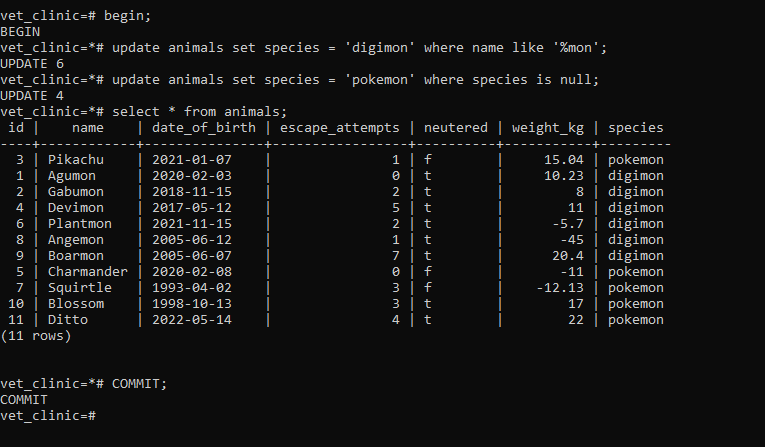 vet_clinic=# begin;
BEGIN
vet_clinic=*# update animals set species = 'digimon' where name like '%mon';
UPDATE 6
vet_clinic=*# update animals set species = 'pokemon' where species is null;
UPDATE 4
vet_clinic=*# select * from animals;
 id |    name    | date_of_birth | escape_attempts | neutered | weight_kg | species
----+------------+---------------+-----------------+----------+-----------+---------
  3 | Pikachu    | 2021-01-07    |               1 | f        |     15.04 | pokemon
  1 | Agumon     | 2020-02-03    |               0 | t        |     10.23 | digimon
  2 | Gabumon    | 2018-11-15    |               2 | t        |         8 | digimon
  4 | Devimon    | 2017-05-12    |               5 | t        |        11 | digimon
  6 | Plantmon   | 2021-11-15    |               2 | t        |      -5.7 | digimon
  8 | Angemon    | 2005-06-12    |               1 | t        |       -45 | digimon
  9 | Boarmon    | 2005-06-07    |               7 | t        |      20.4 | digimon
  5 | Charmander | 2020-02-08    |               0 | f        |       -11 | pokemon
  7 | Squirtle   | 1993-04-02    |               3 | f        |    -12.13 | pokemon
 10 | Blossom    | 1998-10-13    |               3 | t        |        17 | pokemon
 11 | Ditto      | 2022-05-14    |               4 | t        |        22 | pokemon
(11 rows)
vet_clinic=*# COMMIT;
COMMIT
vet_clinic=#